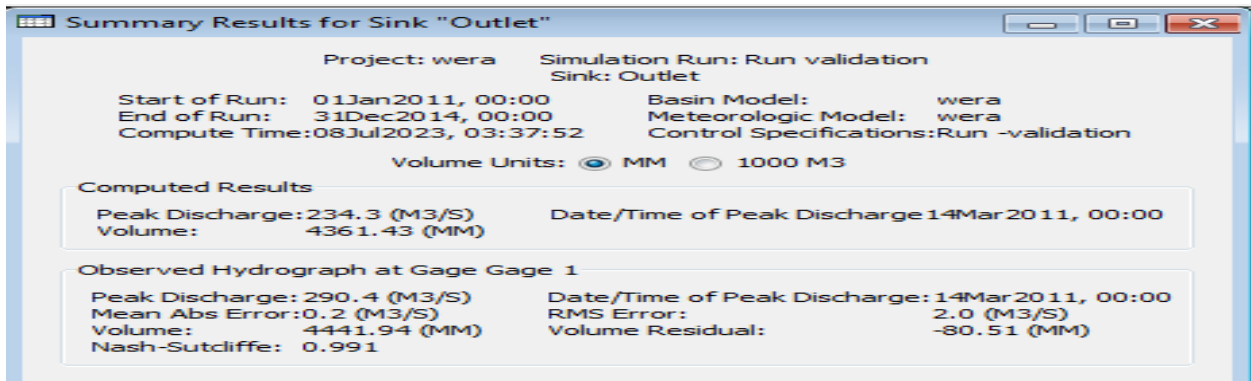 Summary Results for Sink "Outlet"
Project: wera Simulation Run: Run validation
Sink: Outlet
Start of Run: 01Jan2011, 00:00 Basin Model: wera
End of Run: 31Dec2014, 00:00 Meteorologic Model: wera
Compute Time:08Jul2023, 03:37:52 Control Specifications:Run -validation
Volume Units: MM 1000 M3
Computed Results
Peak Discharge:234.3 (M3/S) Date/Time of Peak Discharge14Mar2011, 00:00
Volume: 4361.43 (MM)
Observed Hydrograph at Gage Gage 1
Peak Discharge:290.4 (M3/S) Date/Time of Peak Discharge:14Mar2011, 00:00
Mean Abs Error:0.2 (M3/S) RMS Error: 2.0 (M3/S)
Volume: 4441.94 (MM) Volume Residual: -80.51 (MM)
Nash-Sutcliffe: 0.991